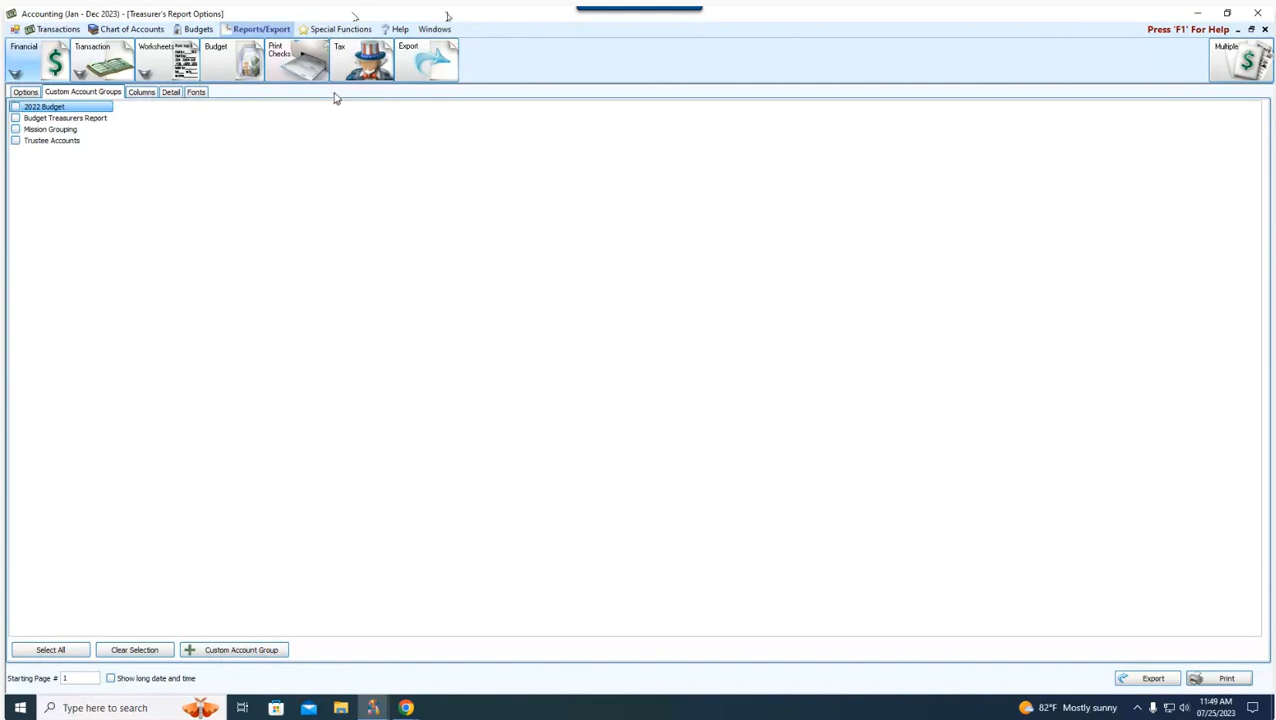 Accounting (Jan - Dec 2023) - [Treasurer's Report Options]
Transactions Chart of Accounts Budgets Reports/Export Special Functions Help Windows Press 'F1' For Help
Financial Transaction Worksheets Budget Print Checks Tax Export Multiple
Options Custom Account Groups Columns Detail Fonts
2022 Budget
Budget Treasurers Report
Mission Grouping
Trustee Accounts
Select All Clear Selection Custom Account Group
Starting Page # 1 Show long date and time Export Print
Type here to search 82°F Mostly sunny 11:49 AM
07/25/2023